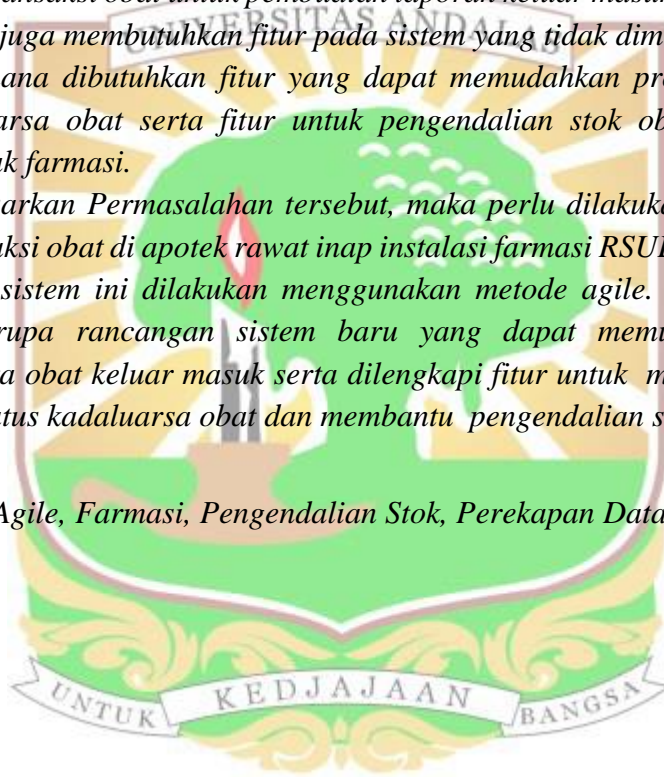 ansaksi obat untuk pembuatan laporan keluar masu
UNIVERSITAS ANDALAS
juga membutuhkan fitur pada sistem yang tidak dim
ana dibutuhkan fitur yang dapat memudahkan pr
arsa obat serta fitur untuk pengendalian stok ob
k farmasi.
arkan Permasalahan tersebut, maka perlu dilakuka
ksi obat di apotek rawat inap instalasi farmasi RSU
sistem ini dilakukan menggunakan metode agile.
rupa rancangan sistem baru yang dapat memu
a obat keluar masuk serta dilengkapi fitur untuk m
tus kadaluarsa obat dan membantu pengendalian s
Agile, Farmasi, Pengendalian Stok, Perekapan Data
UNTUK KEDJAJAAN BANGSA